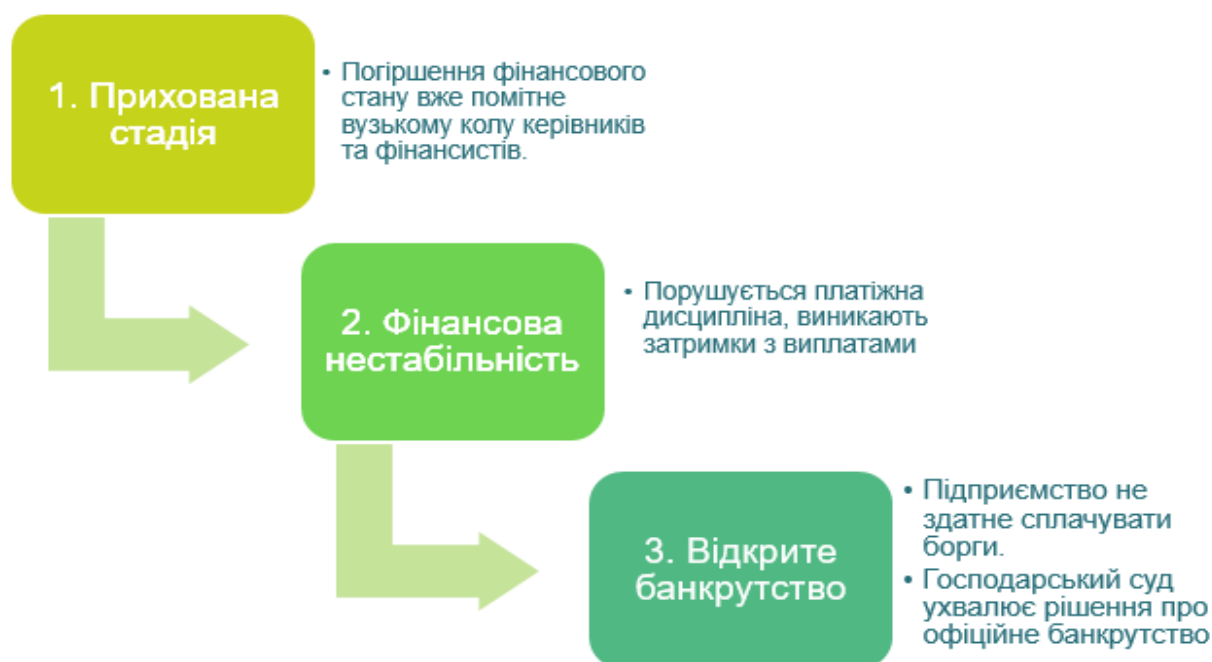 1. Прихована
стадія
• Погіршення фінансового
стану вже помітне
вузькому колу керівників
та фінансистів.
2. Фінансова
нестабільність
• Порушується платіжна
дисципліна, виникають
затримки з виплатами
3. Відкрите
банкрутство
• Підприємство не
здатне сплачувати
борги.
• Господарський суд
ухвалює рішення про
офіційне банкрутство